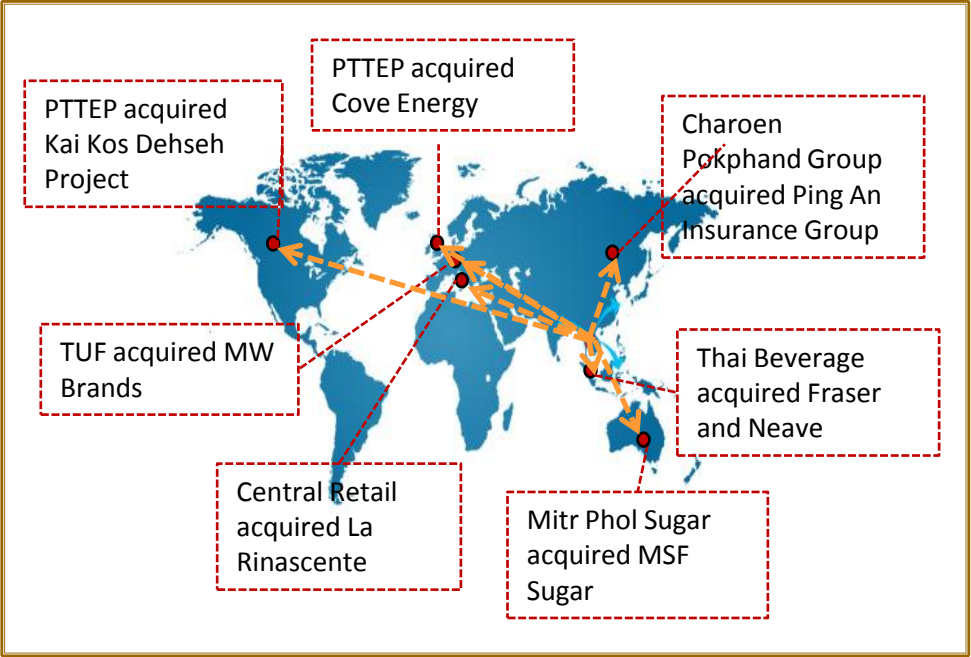 PTTEP acquired
Cove Energy
PTTEP acquired
Kai Kos Dehseh
Project
Charoen
Pokphand Group
acquired Ping An
Insurance Group
TUF acquired MW
Brands
Thai Beverage
acquired Fraser
and Neave
Central Retail
acquired La
Rinascente
Mitr Phol Sugar
acquired MSF
Sugar